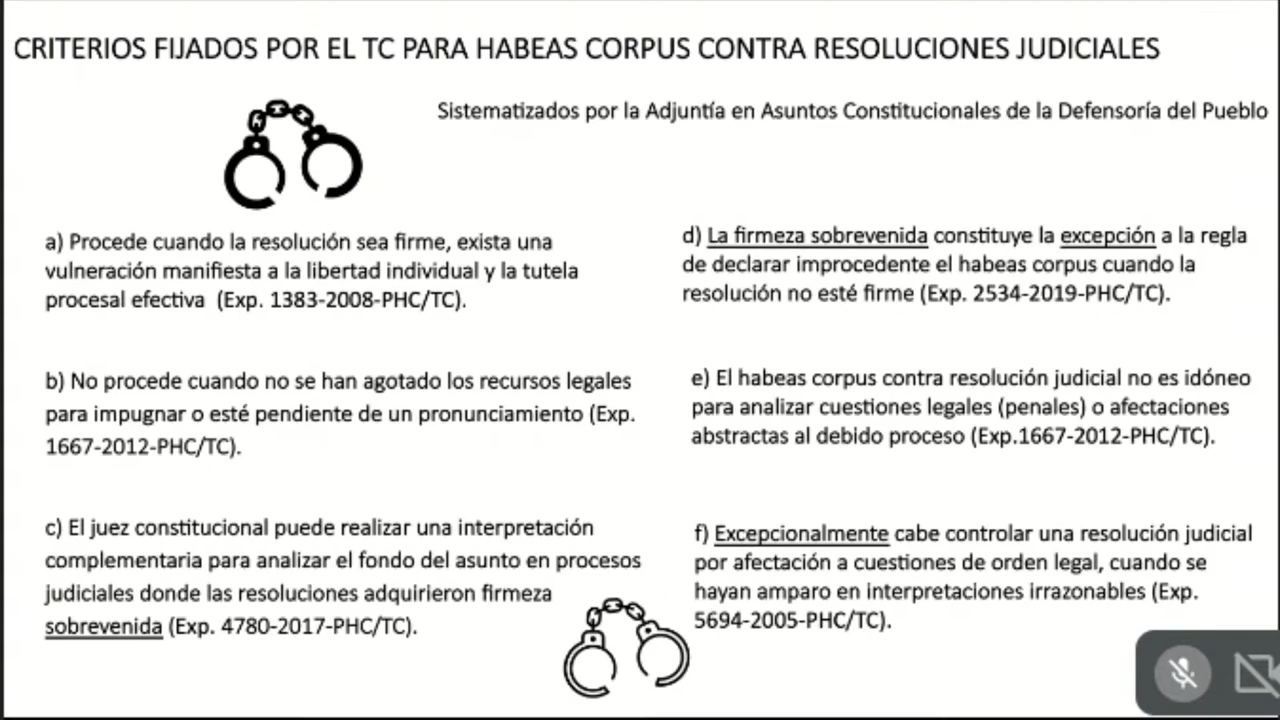 CRITERIOS FIJADOS POR EL TC PARA HABEAS CORPUS CONTRA RESOLUCIONES JUDICIALES
Sistematizados por la Adjuntía en Asuntos Constitucionales de la Defensoría del Pueblo
a) Procede cuando la resolución sea firme, exista una
vulneración manifiesta a la libertad individual y la tutela
procesal efectiva (Exp. 1383-2008-PHC/TC).
b) No procede cuando no se han agotado los recursos legales
para impugnar o esté pendiente de un pronunciamiento (Exp.
1667-2012-PHC/TC).
c) El juez constitucional puede realizar una interpretación
complementaria para analizar el fondo del asunto en procesos
judiciales donde las resoluciones adquirieron firmeza
sobrevenida (Exp. 4780-2017-PHC/TC).
d) La firmeza sobrevenida constituye la excepción a la regla
de declarar improcedente el habeas corpus cuando la
resolución no esté firme (Exp. 2534-2019-PHC/TC).
e) El habeas corpus contra resolución judicial no es idóneo
para analizar cuestiones legales (penales) o afectaciones
abstractas al debido proceso (Exp.1667-2012-PHC/TC).
f) Excepcionalmente cabe controlar una resolución judicial
por afectación a cuestiones de orden legal, cuando se
hayan amparo en interpretaciones irrazonables (Exp.
5694-2005-PHC/TC).